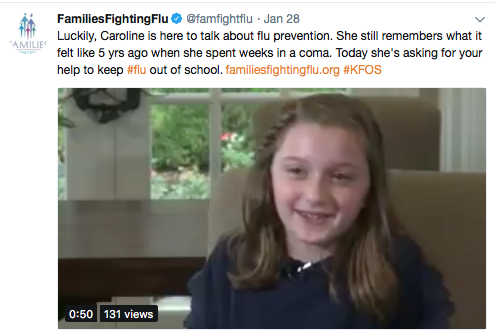 FamiliesFightingFlu @famfightflu · Jan 28
Luckily, Caroline is here to talk about flu prevention. She still remembers what it
felt like 5 yrs ago when she spent weeks in a coma. Today she's asking for your
help to keep #flu out of school. familiesfightingflu.org #KFOS
0:50 131 views